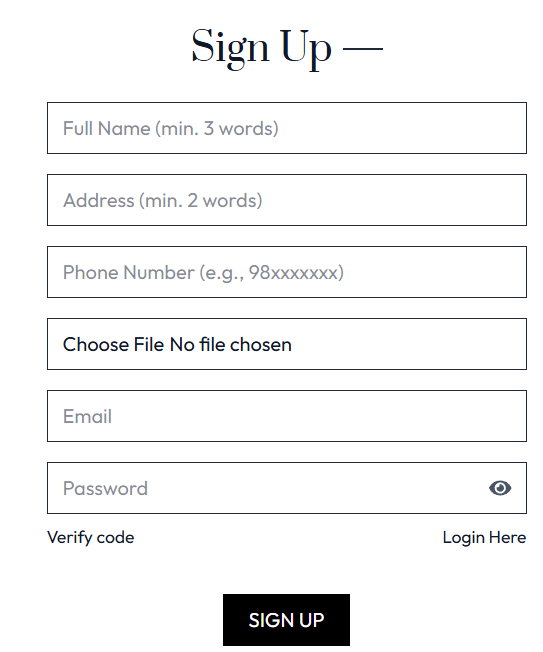 Sign Up —
Full Name (min. 3 words)
Address (min. 2 words)
Phone Number (e.g., 98xxxxxxx)
Choose File No file chosen
Email
Password
Verify code Login Here
SIGN UP